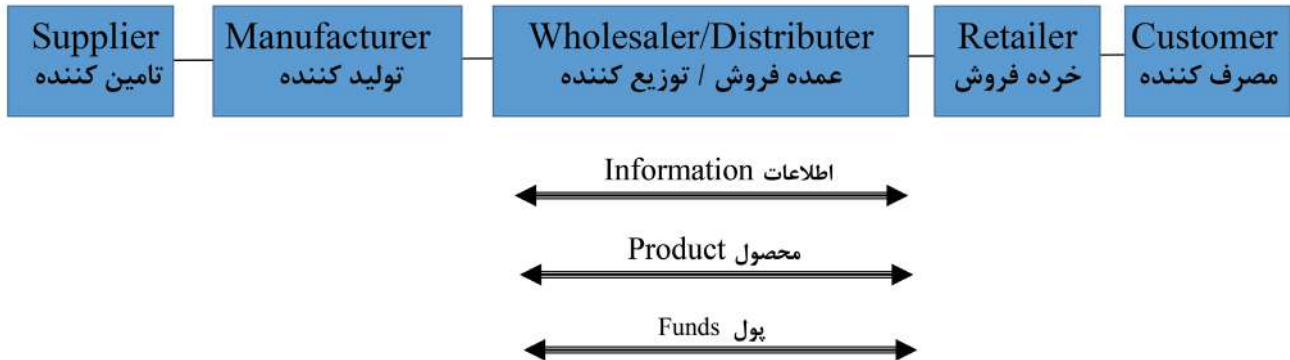 Supplier
تامین کننده
Manufacturer
تولید کننده
Wholesaler/Distributer
عمده فروش / توزیع کننده
Retailer
خرده فروش
Customer
مصرف کننده
Information اطلاعات
Product محصول
Funds پول